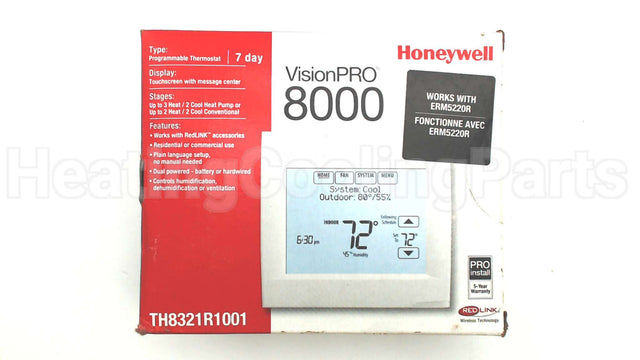 Type:
Programmable Thermostat
7 day
Display:
Touchscreen with message center
Stages:
Up to 3 Heat / 2 Cool Heat Pump or
Up to 2 Heat / 2 Cool Conventional
Features:
• Works with RedLINK™ accessories
• Residential or commercial use
• Plain language setup,
no manual needed
• Dual powered - battery or hardwired
• Controls humidification,
dehumidification or ventilation
TH8321R1001
VisionPRO®
8000
Honeywell
WORKS WITH
ERM5220R
FONCTIONNE AVEC
ERM5220R
HeatingCoolingParts
HOME
FAN
SYSTEM
MENU
System: Cool
Outdoor: 80°/55%
INDOOR
72°
Following
Schedule
6:30 pm
Set
To
72°
45% Humidity
PRO
install
5-Year
Warranty
REDLINK
Wireless Technology